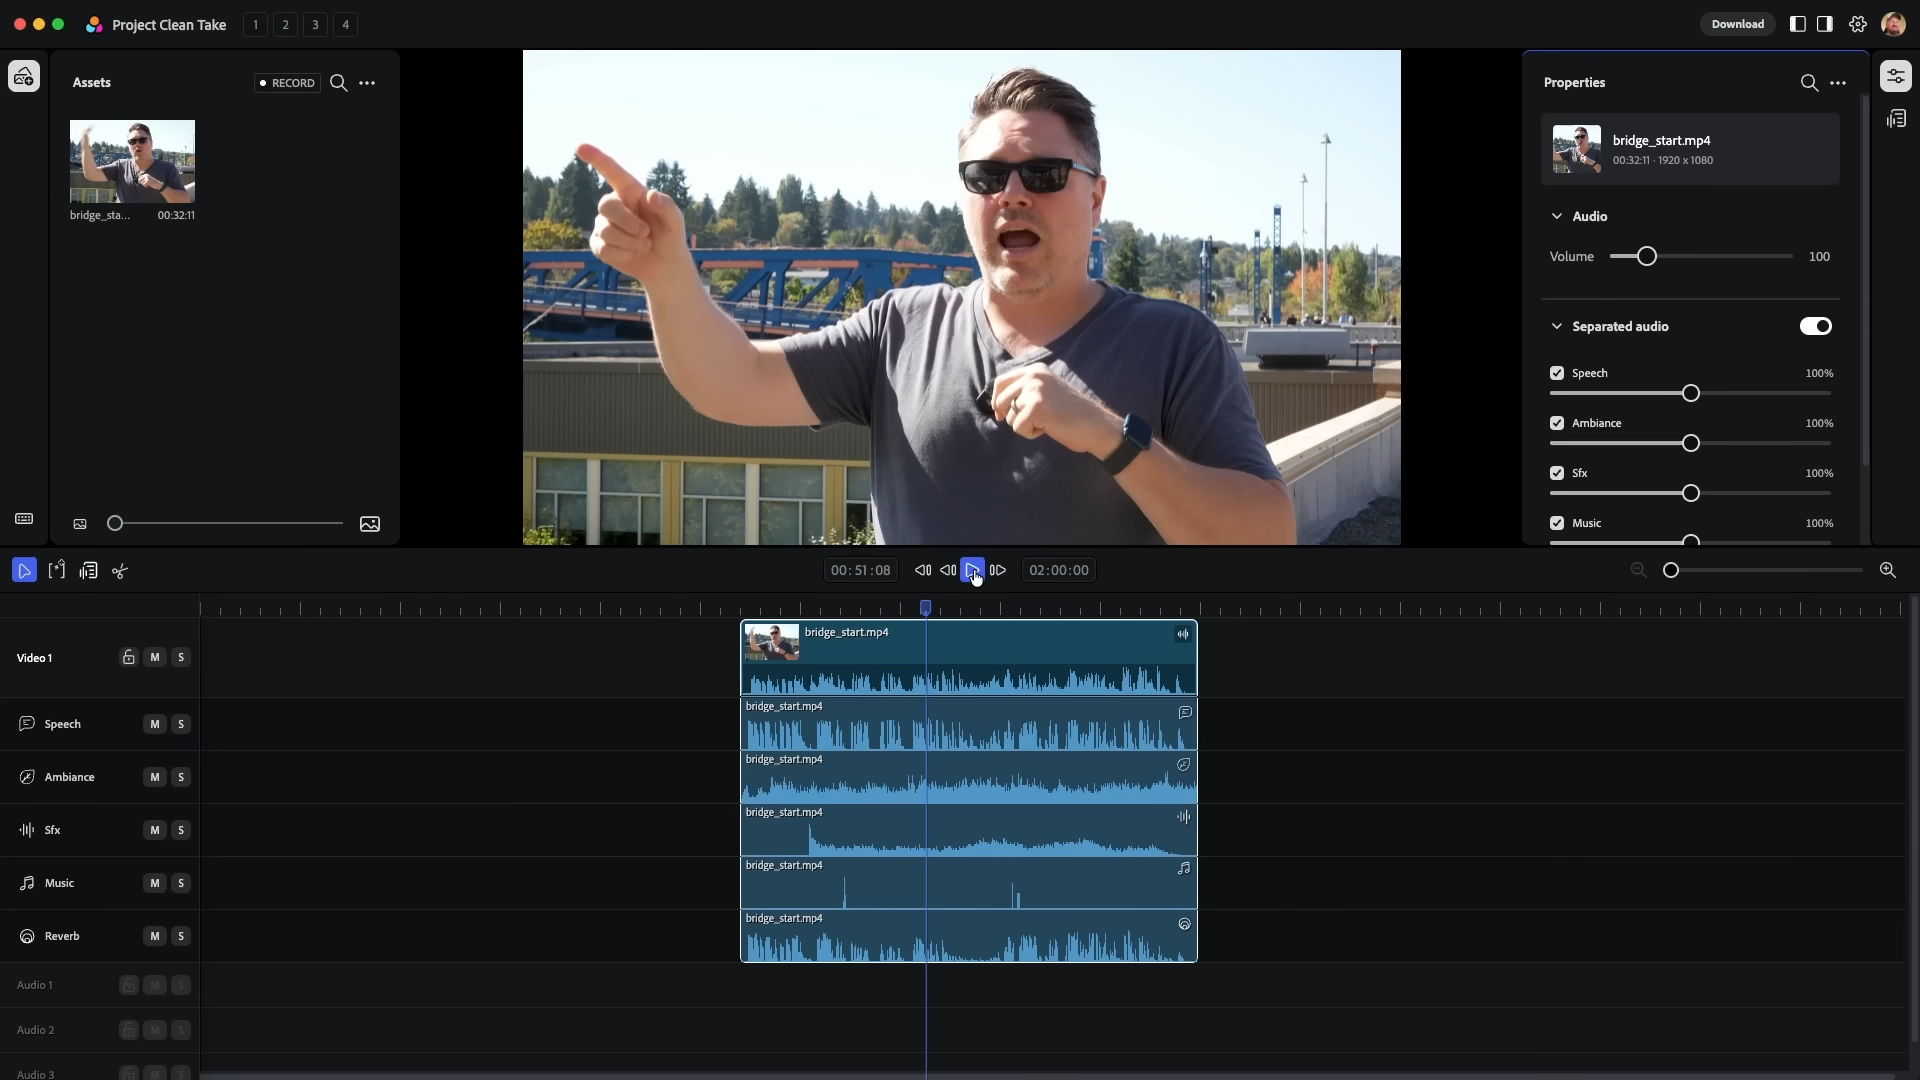 Project Clean Take
1
2
3
4
Download
Assets
RECORD
bridge_sta...
00:32:11
Properties
bridge_start.mp4
00:32:11 · 1920 x 1080
Audio
Volume
100
Separated audio
Speech
100%
Ambiance
100%
Sfx
100%
Music
100%
00:51:08
02:00:00
Video 1
M
S
bridge_start.mp4
Speech
M
S
bridge_start.mp4
Ambiance
M
S
bridge_start.mp4
Sfx
M
S
bridge_start.mp4
Music
M
S
bridge_start.mp4
Reverb
M
S
bridge_start.mp4
Audio 1
M
S
Audio 2
M
S
Audio 3
M
S